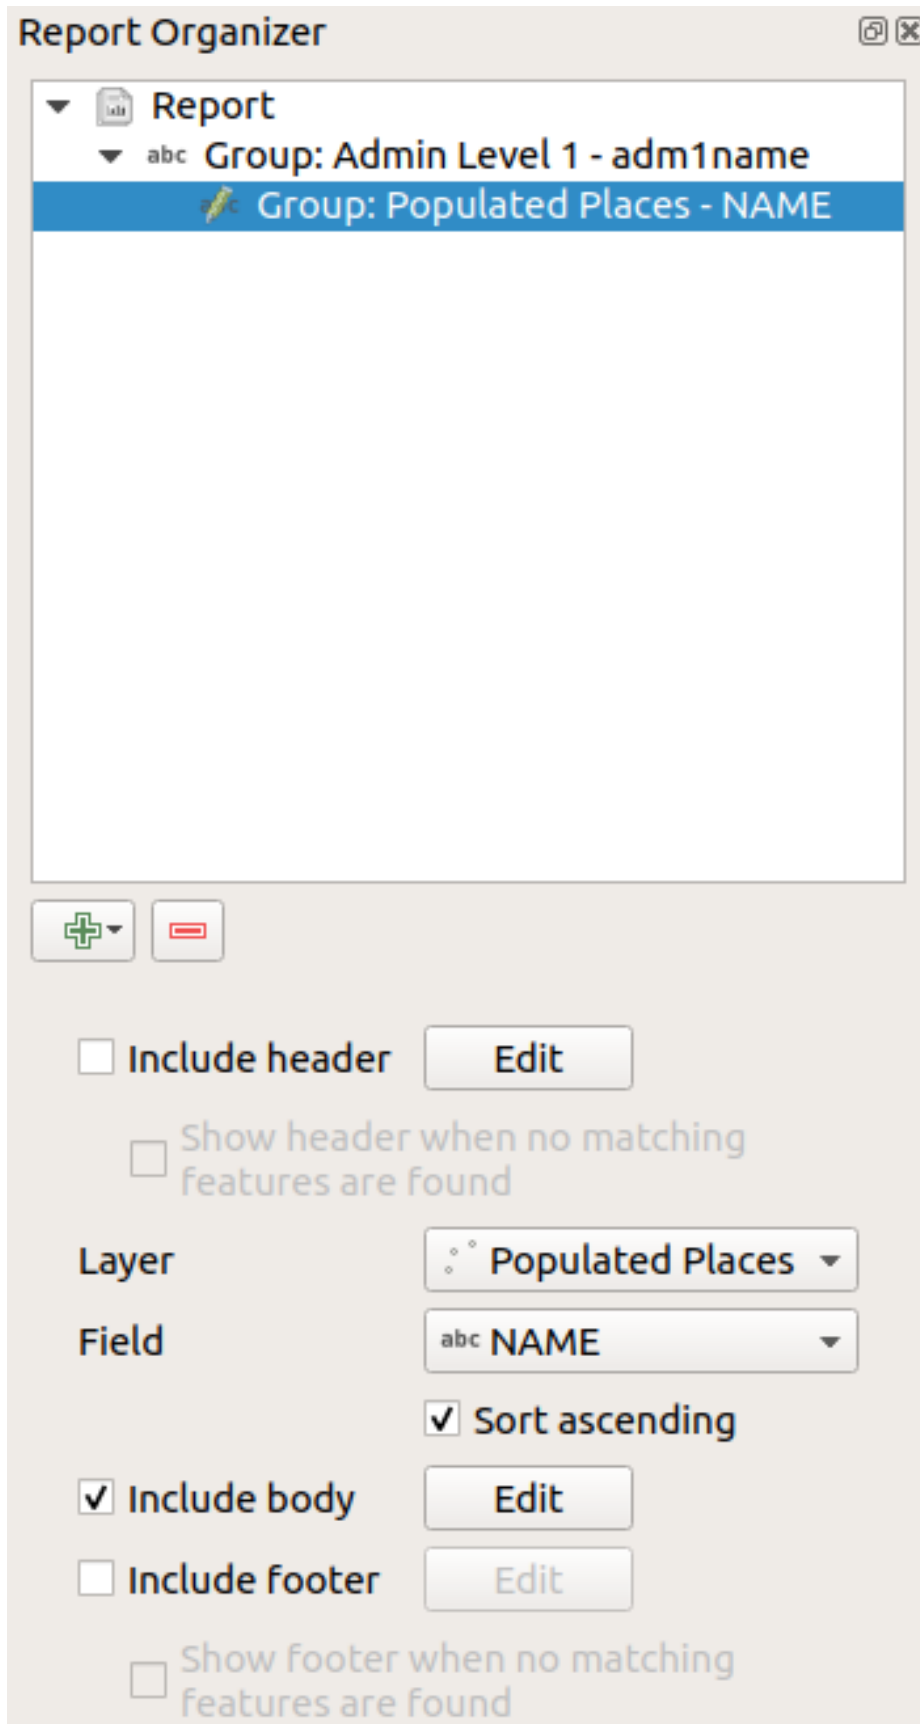 Report Organizer
Report
abc Group: Admin Level 1 - adm1name
Group: Populated Places - NAME
Include header Edit
Show header when no matching
features are found
Layer Populated Places
Field abc NAME
Sort ascending
Include body Edit
Include footer Edit
Show footer when no matching
features are found